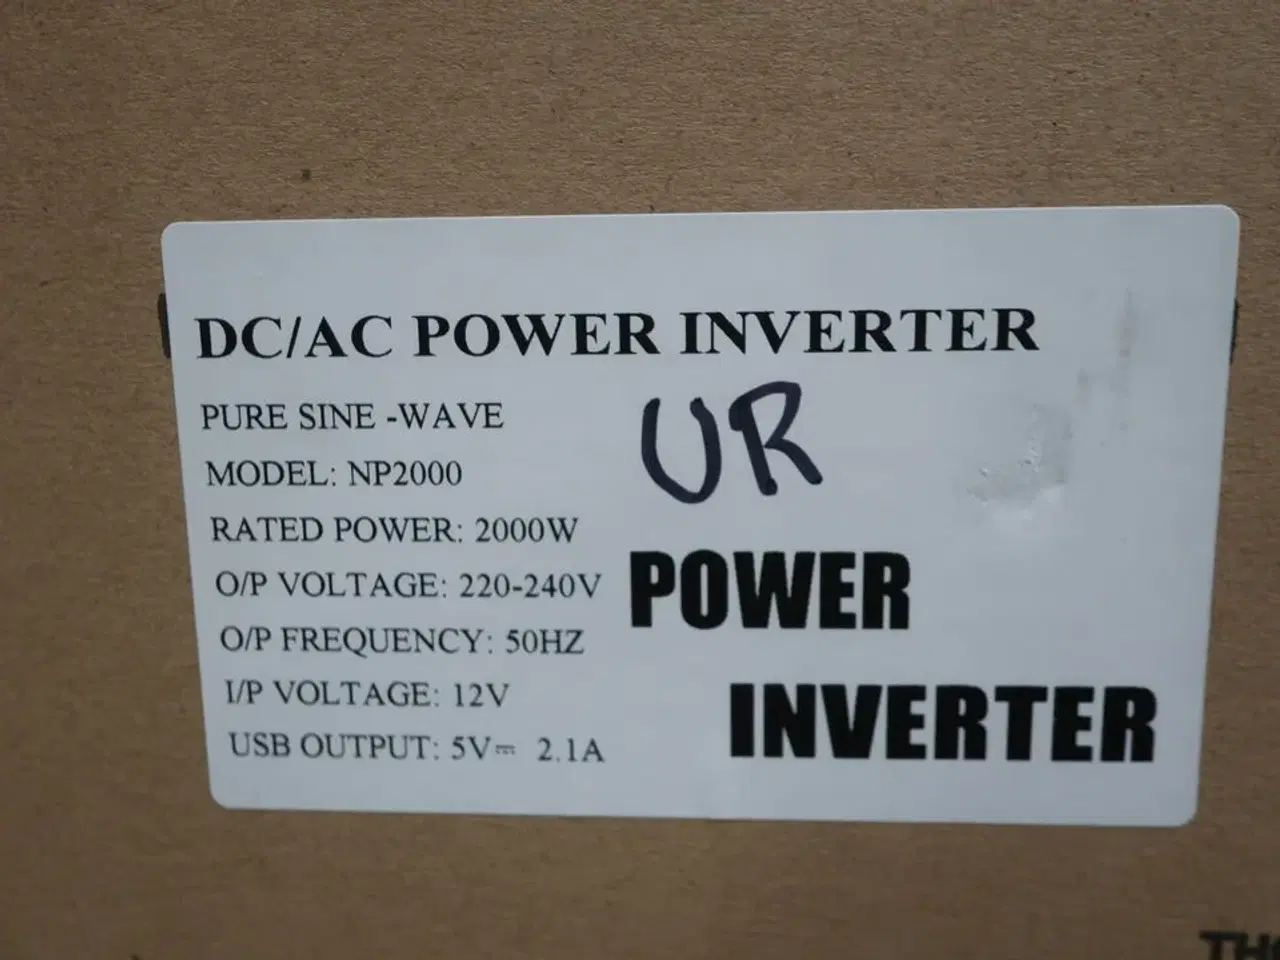 DC/AC POWER INVERTER
PURE SINE -WAVE
MODEL: NP2000
RATED POWER: 2000W
O/P VOLTAGE: 220-240V
O/P FREQUENCY: 50HZ
I/P VOLTAGE: 12V
USB OUTPUT: 5V⎓ 2.1A
UR
POWER
INVERTER